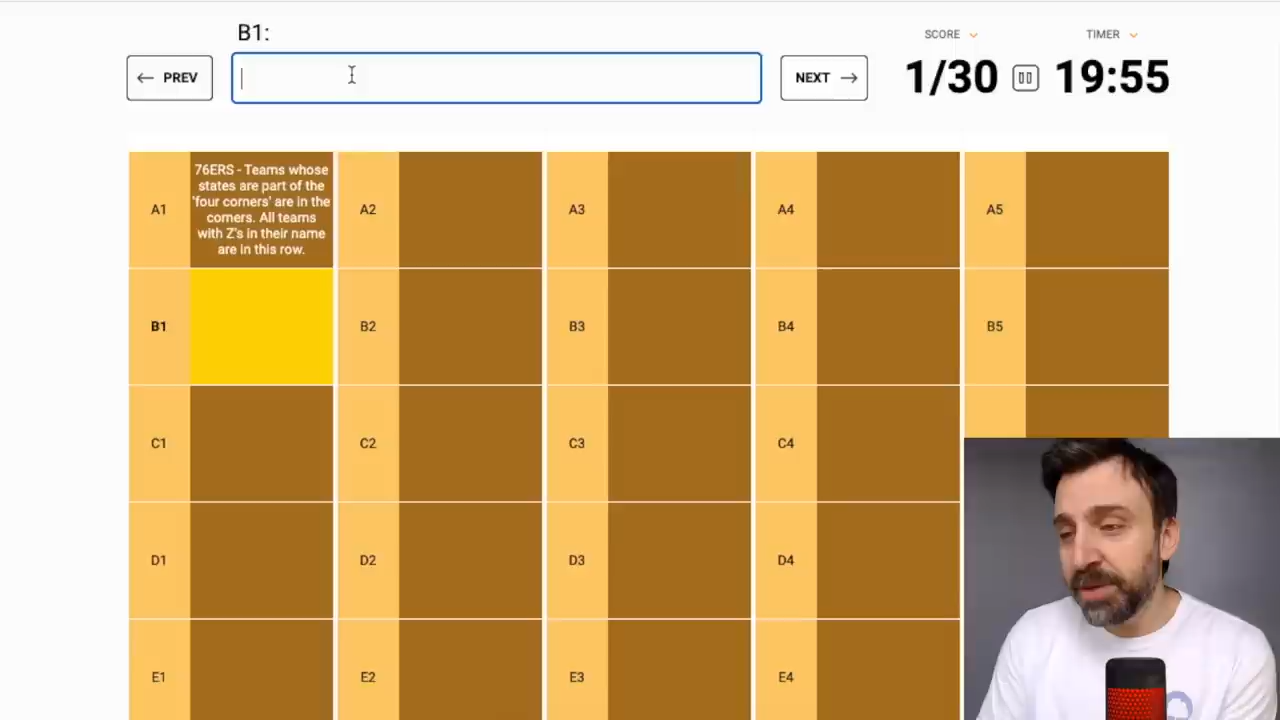 B1:
SCORE
TIMER
← PREV
NEXT →
1/30
19:55
A1
76ERS - Teams whose
states are part of the
'four corners' are in the
corners. All teams
with Z's in their name
are in this row.
A2
A3
A4
A5
B1
B2
B3
B4
B5
C1
C2
C3
C4
D1
D2
D3
D4
E1
E2
E3
E4